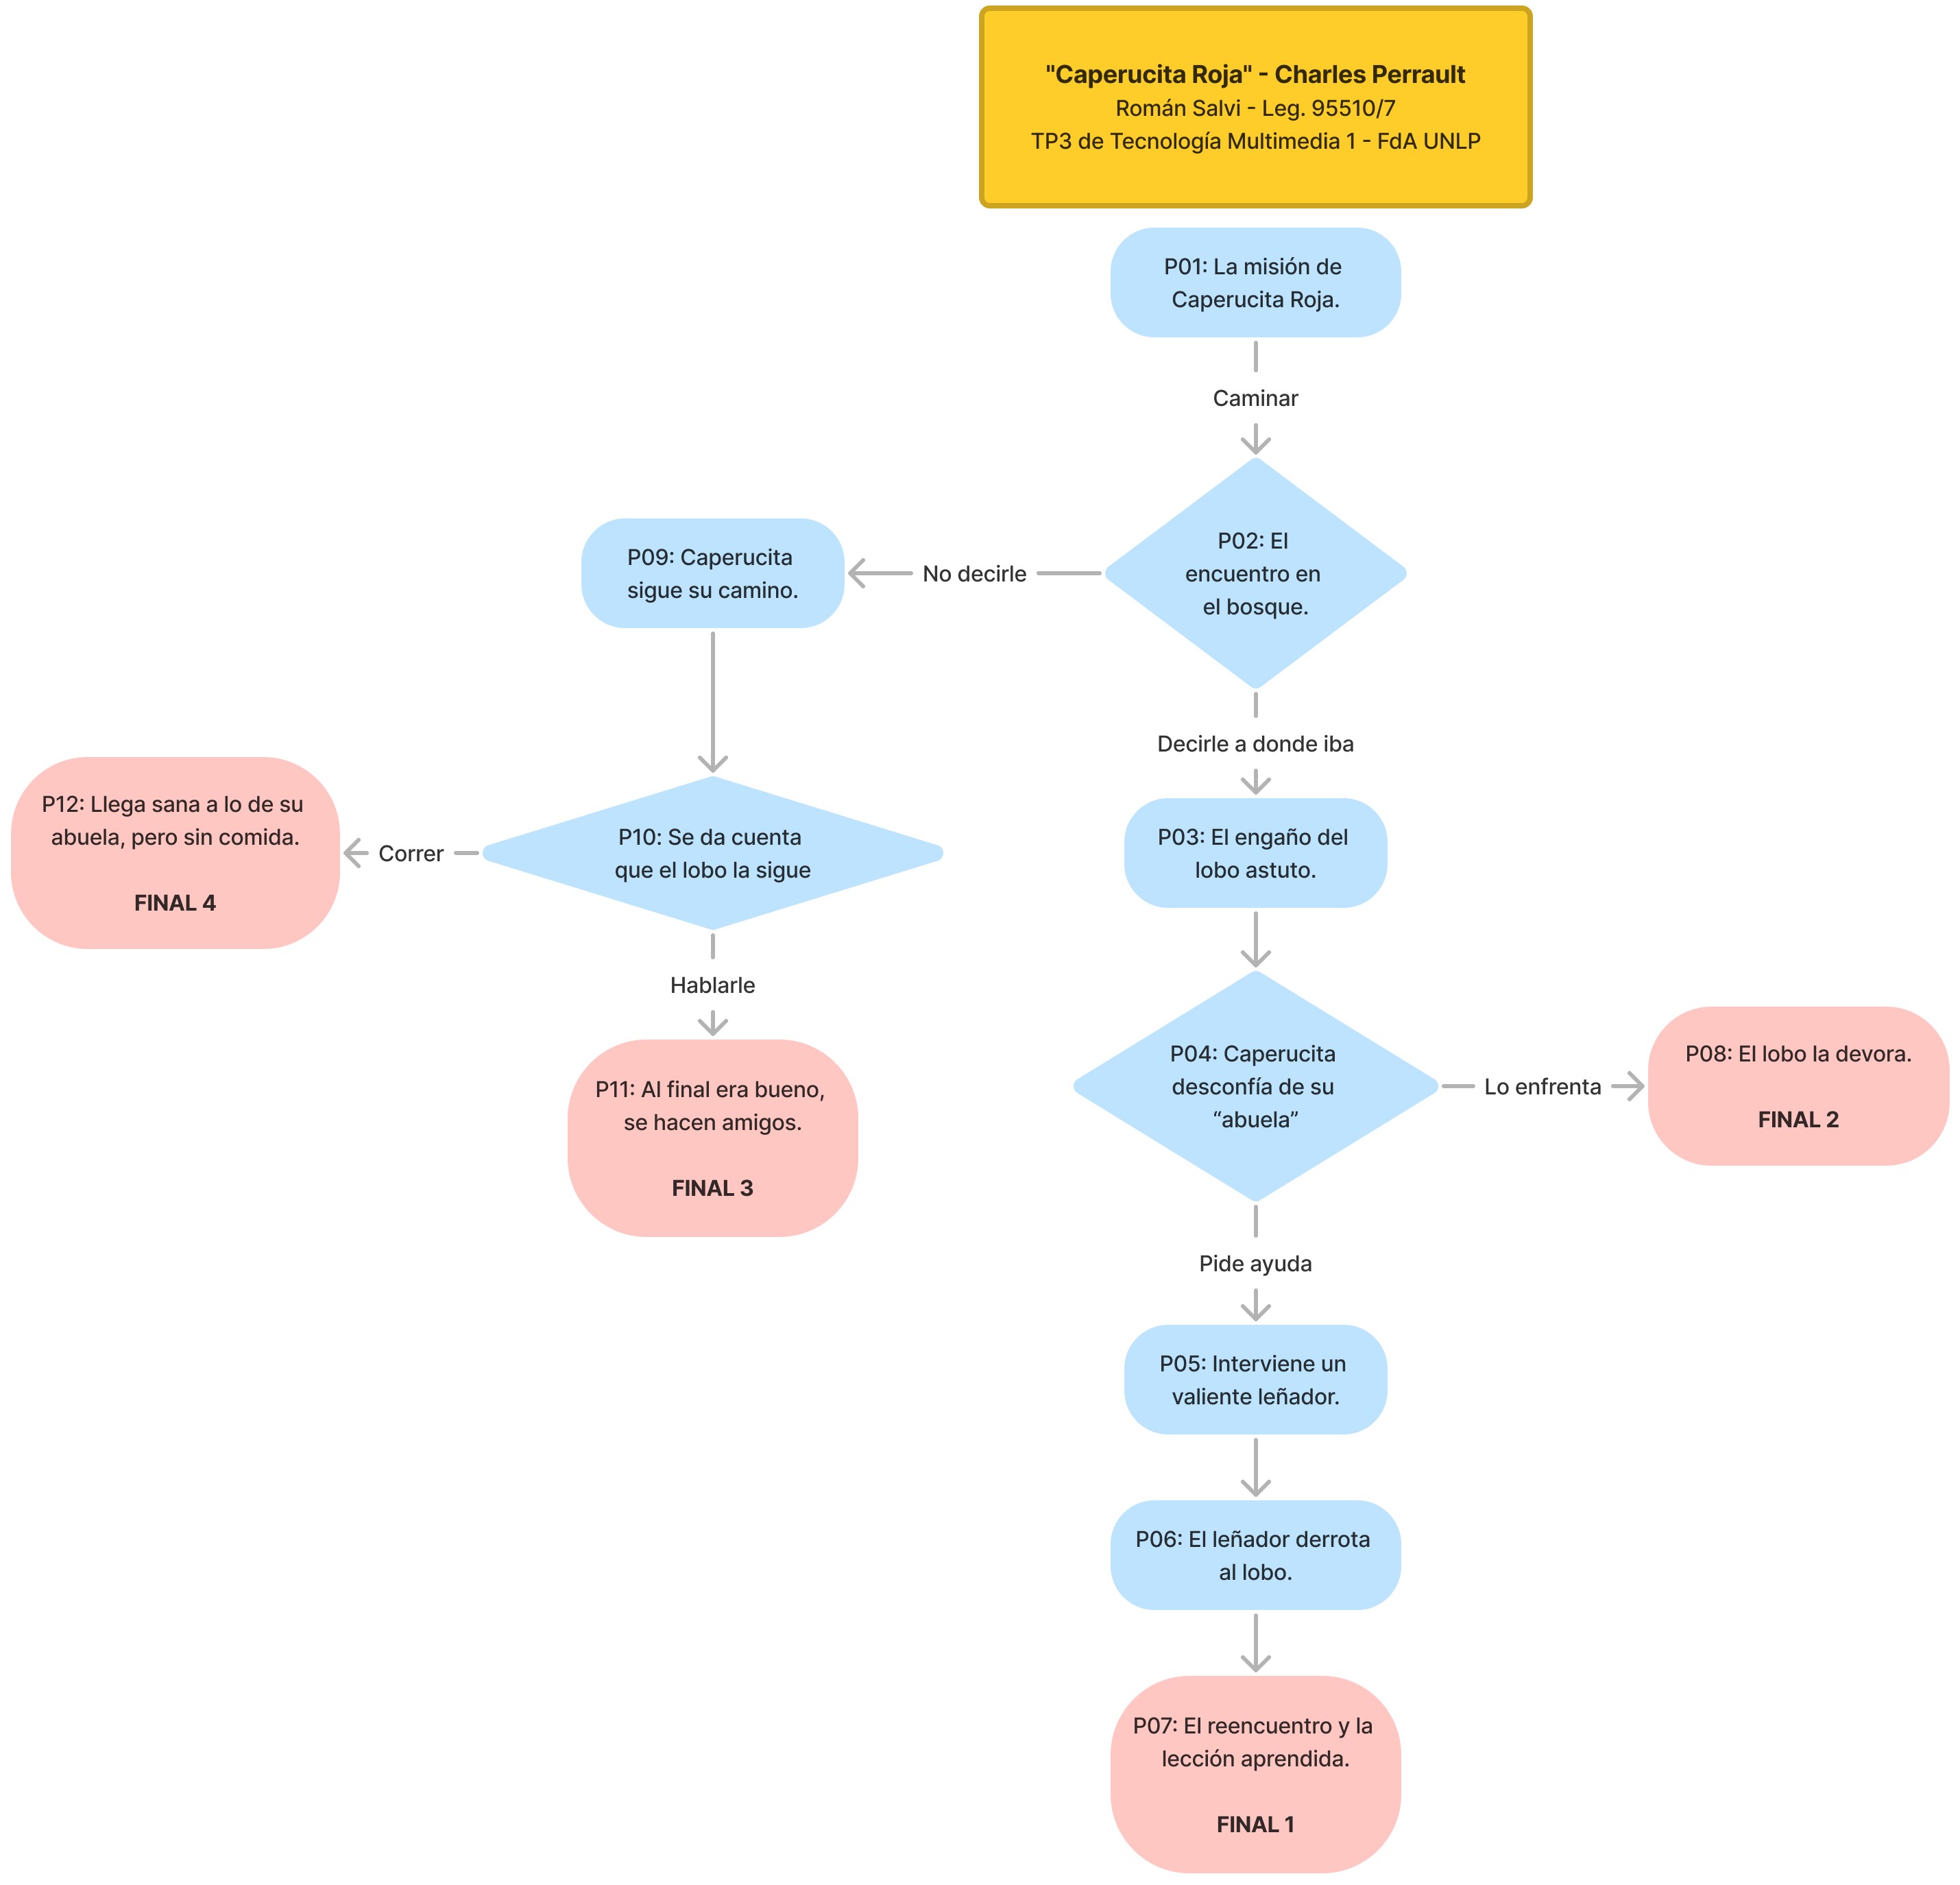 "Caperucita Roja" - Charles Perrault
Román Salvi - Leg. 95510/7
TP3 de Tecnología Multimedia 1 - FdA UNLP
P01: La misión de
Caperucita Roja.
Caminar
P02: El
encuentro en
el bosque.
No decirle
P09: Caperucita
sigue su camino.
Decirle a donde iba
P03: El engaño del
lobo astuto.
P10: Se da cuenta
que el lobo la sigue
Correr
P12: Llega sana a lo de su
abuela, pero sin comida.
FINAL 4
Hablarle
P11: Al final era bueno,
se hacen amigos.
FINAL 3
P04: Caperucita
desconfía de su
“abuela”
Lo enfrenta
P08: El lobo la devora.
FINAL 2
Pide ayuda
P05: Interviene un
valiente leñador.
P06: El leñador derrota
al lobo.
P07: El reencuentro y la
lección aprendida.
FINAL 1